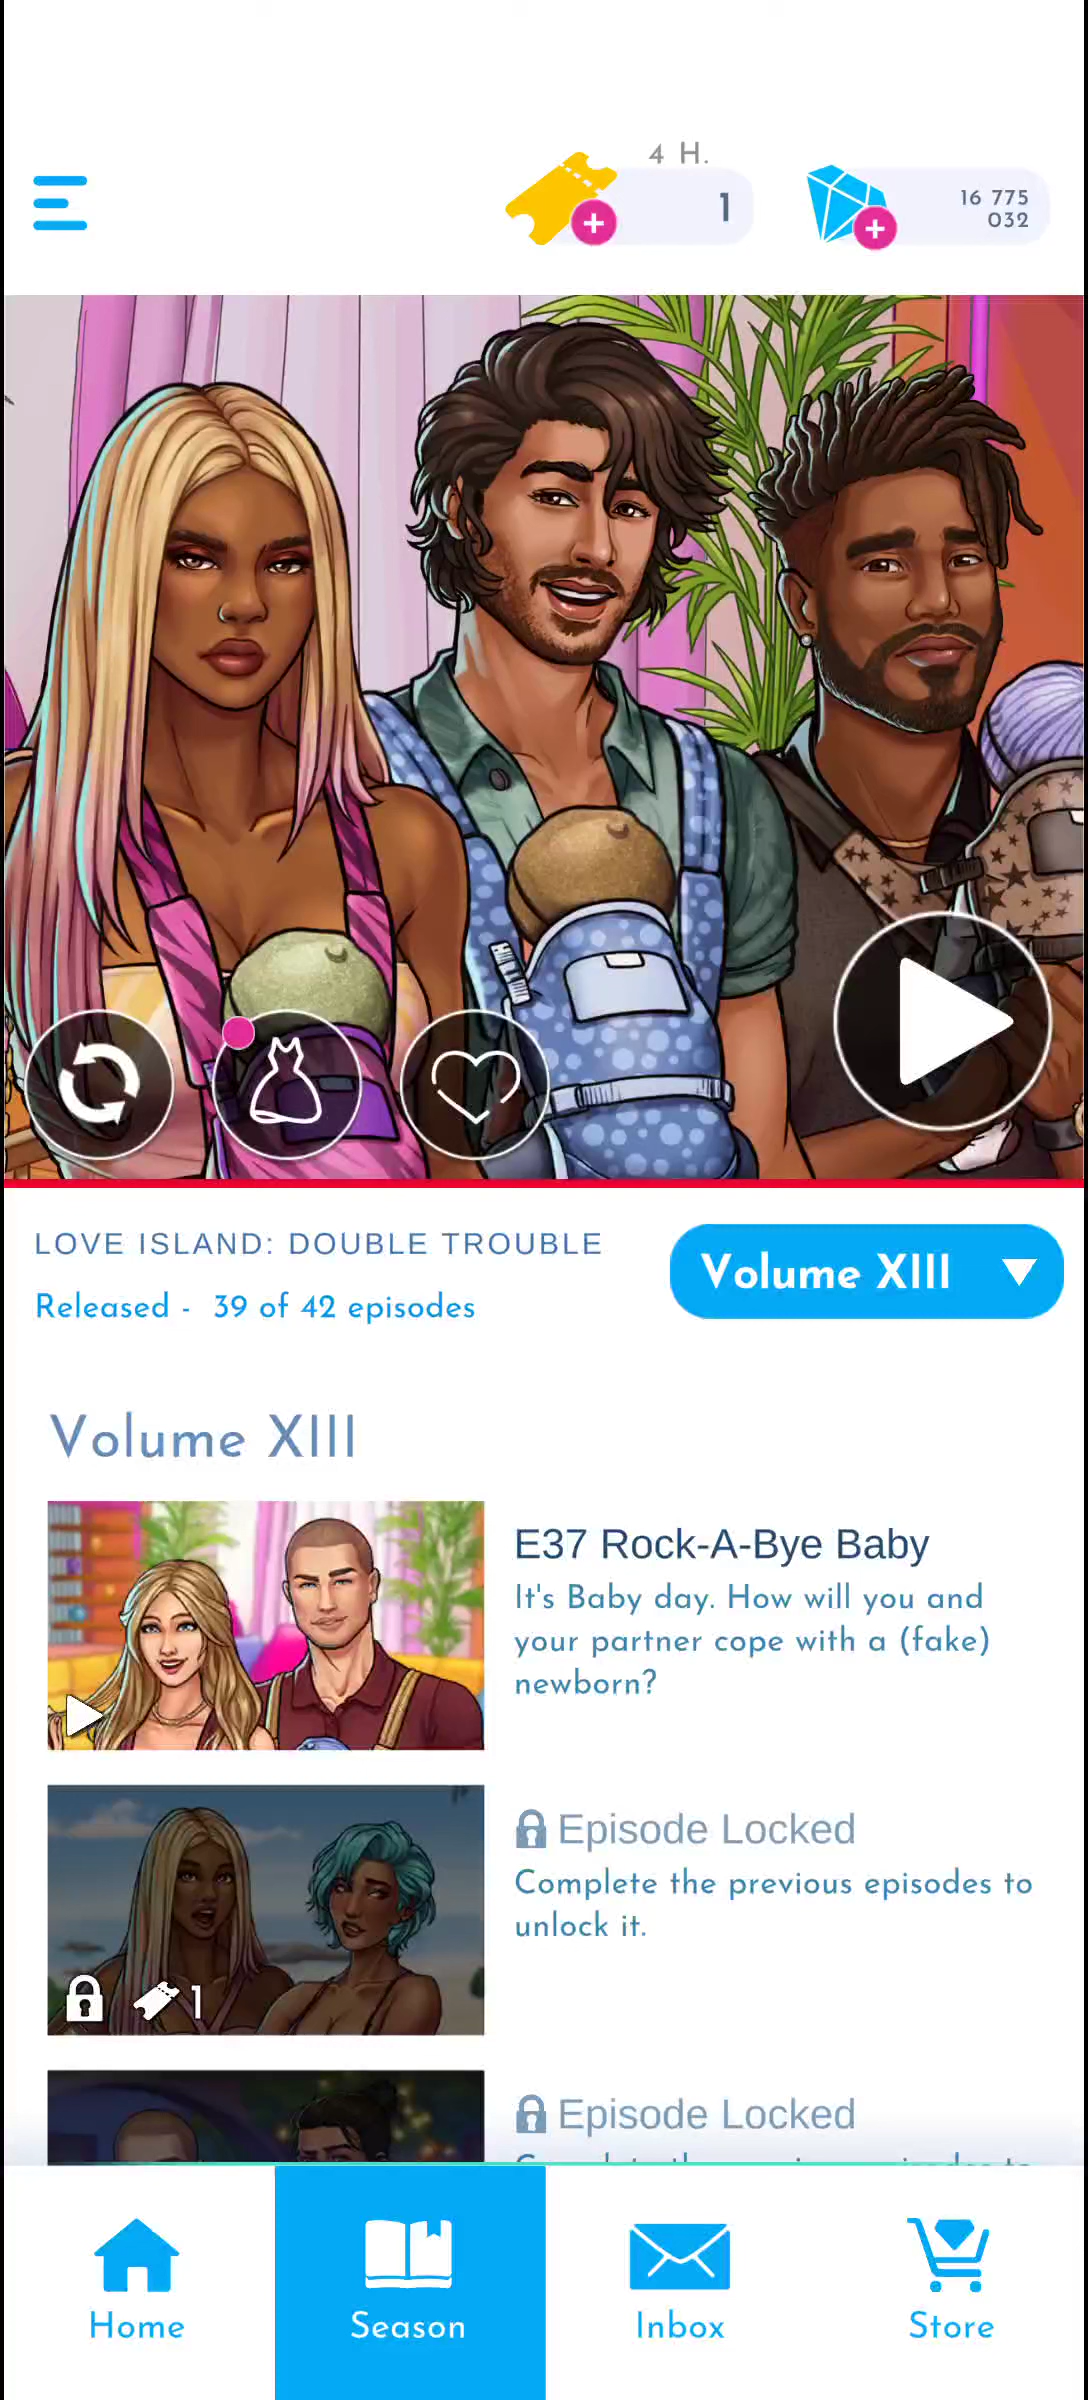 4 H.
1
16 775
032
LOVE ISLAND: DOUBLE TROUBLE
Released - 39 of 42 episodes
Volume XIII
Volume XIII
E37 Rock-A-Bye Baby
It's Baby day. How will you and
your partner cope with a (fake)
newborn?
Episode Locked
Complete the previous episodes to
unlock it.
1
Episode Locked
Home
Season
Inbox
Store